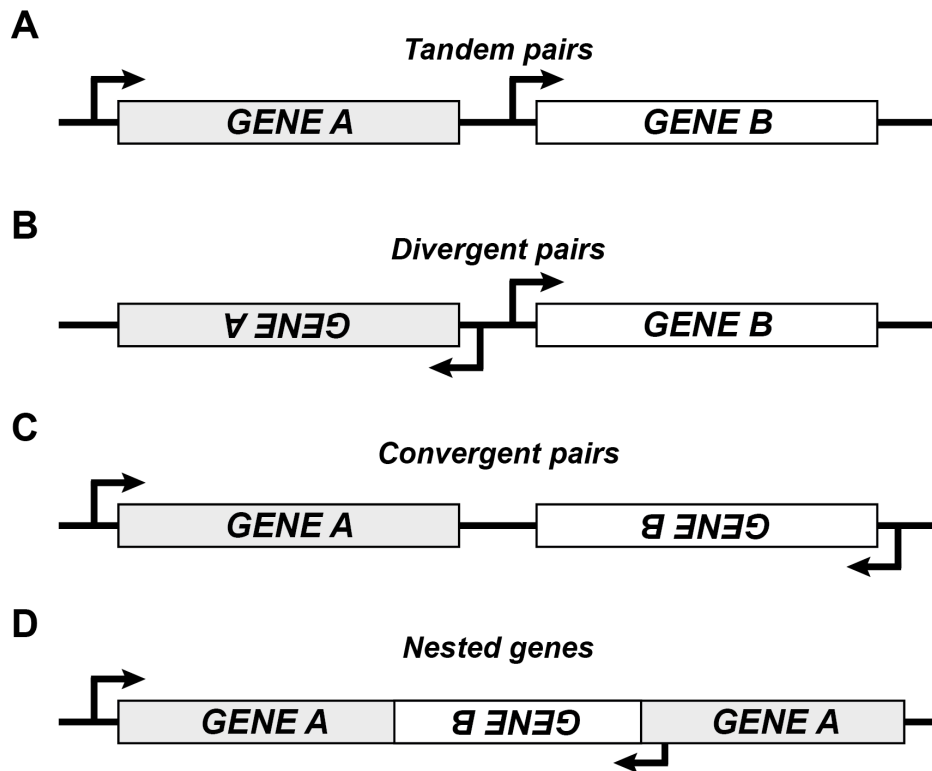 A
Tandem pairs
GENE A GENE B
B
Divergent pairs
GENE A GENE B
C
Convergent pairs
GENE A GENE B
D
Nested genes
GENE A GENE B GENE A